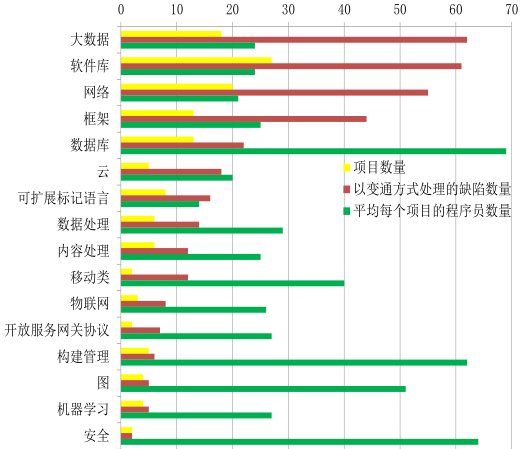 0 10 20 30 40 50 60 70
大数据
软件库
网络
框架
数据库
云
可扩展标记语言
数据处理
内容处理
移动类
物联网
开放服务网关协议
构建管理
图
机器学习
安全
项目数量
以变通方式处理的缺陷数量
平均每个项目的程序员数量